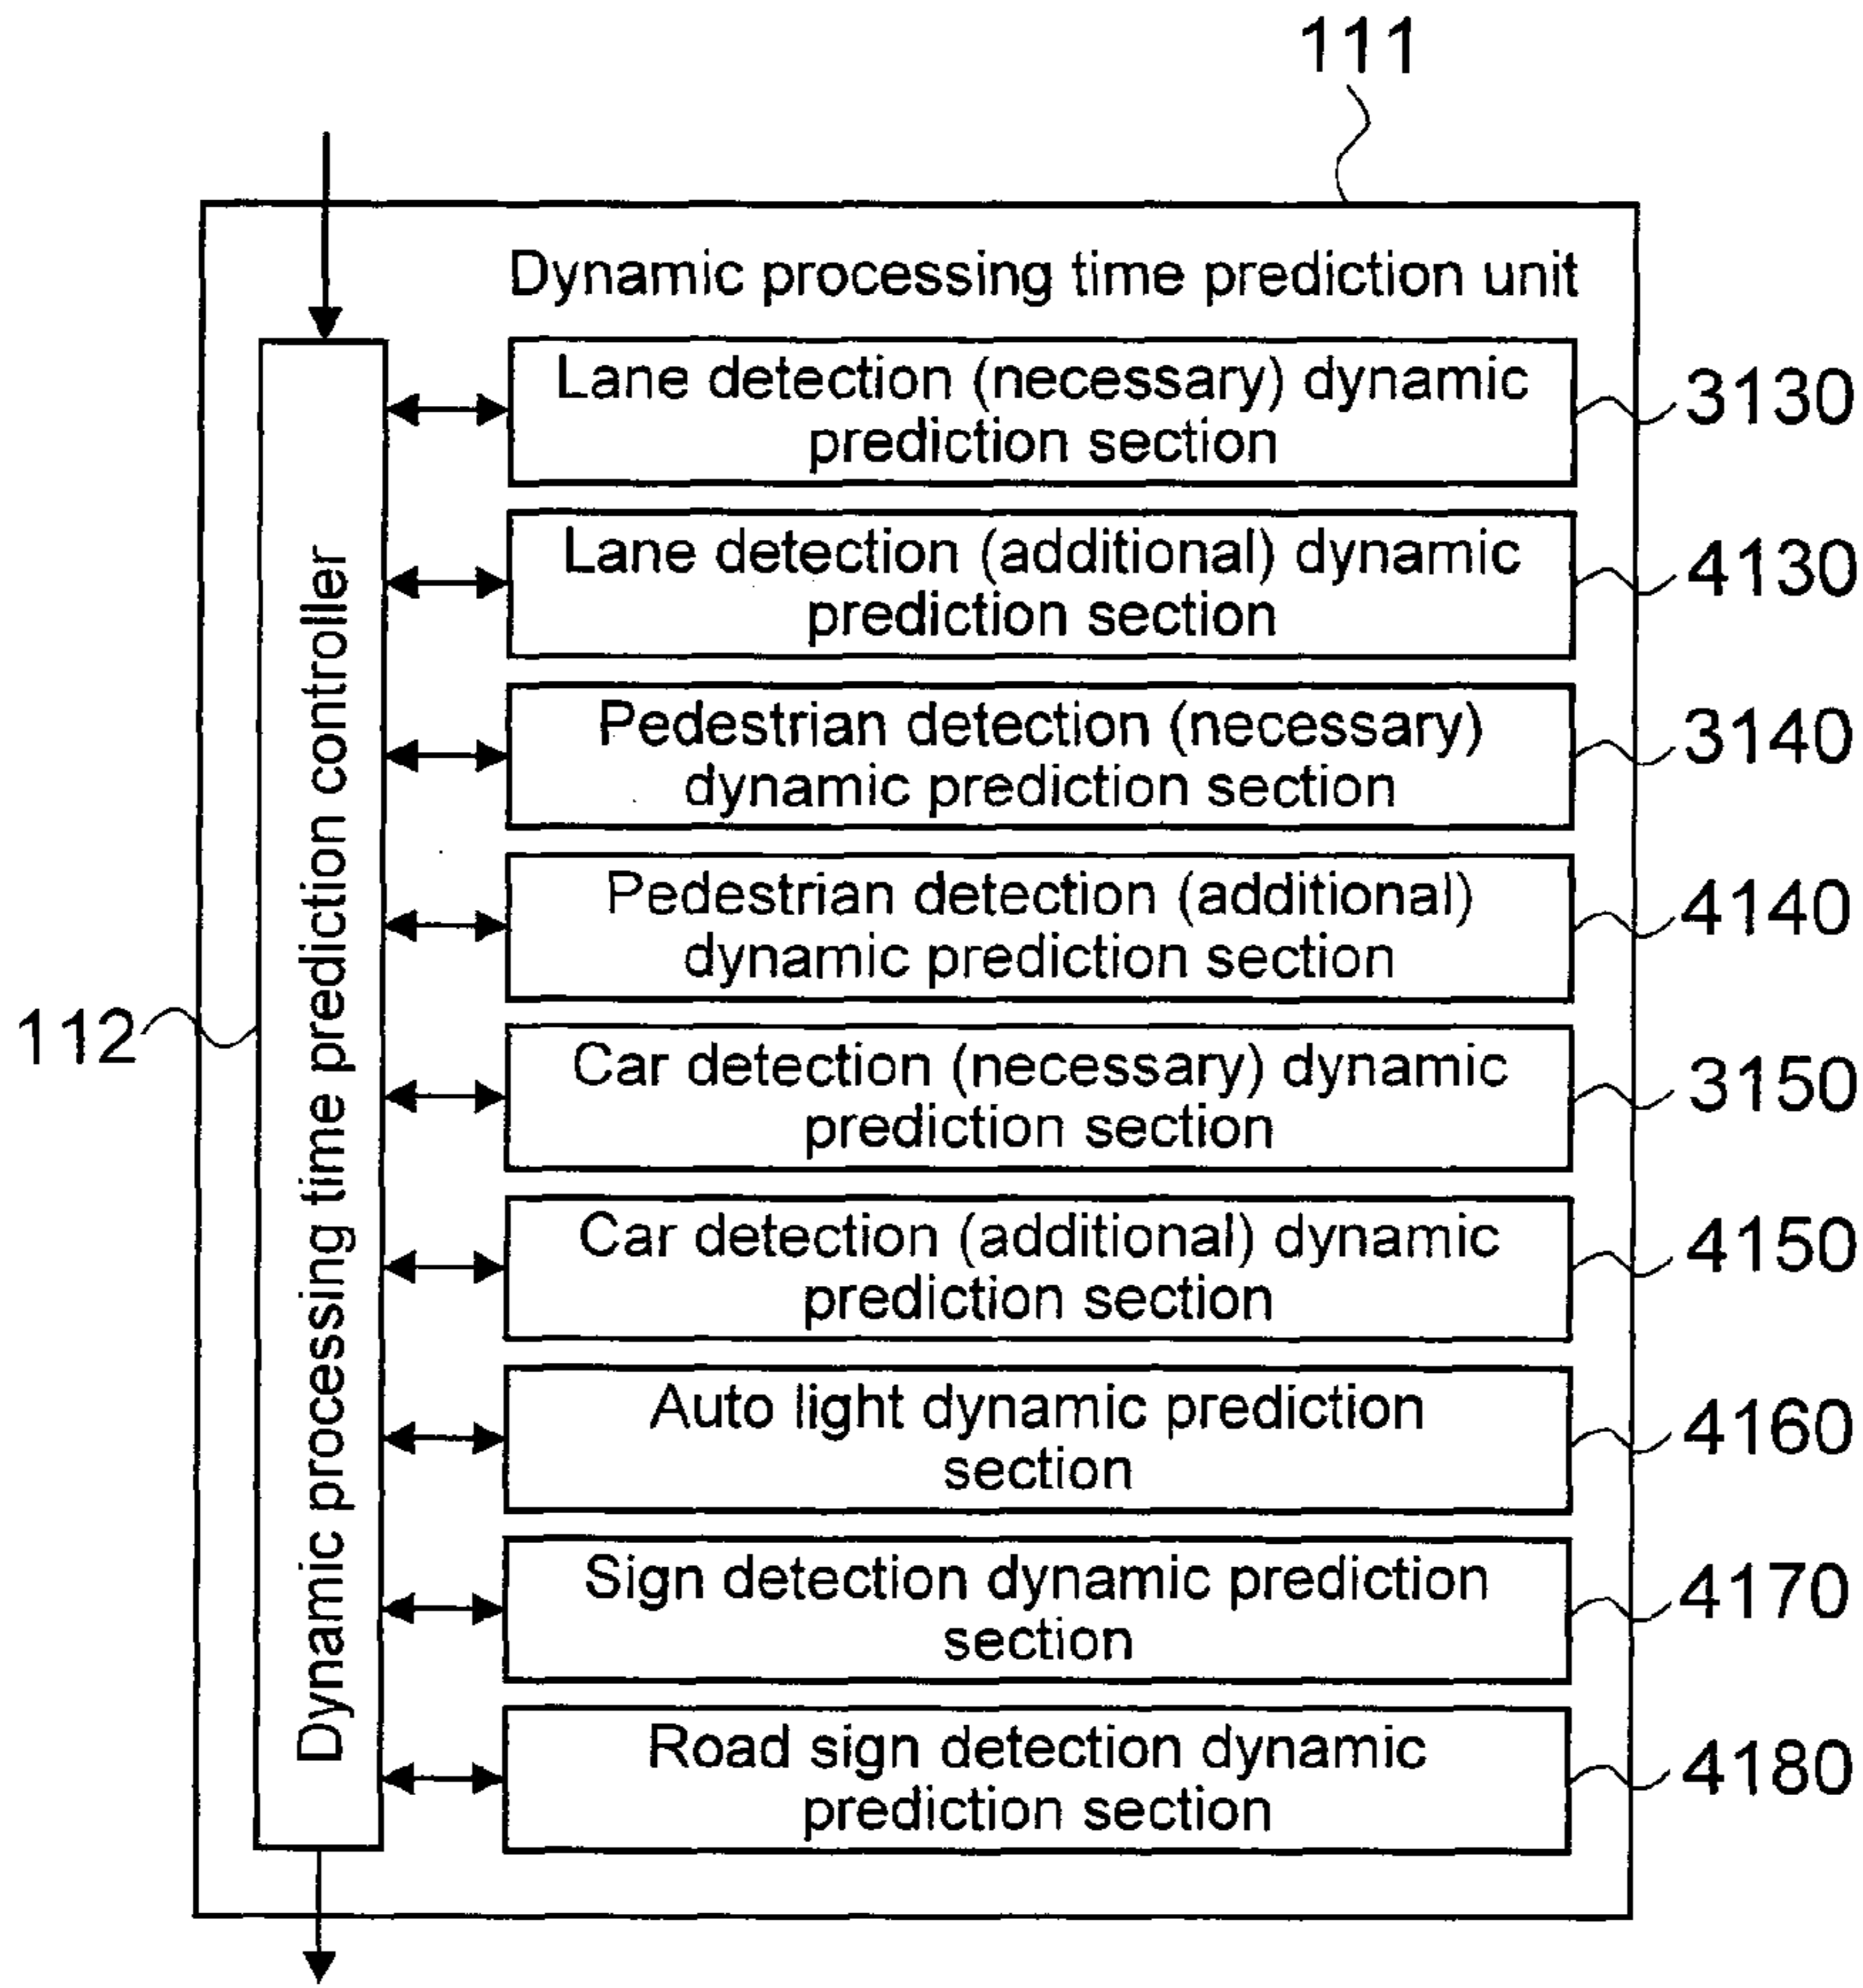 111
Dynamic processing time prediction unit
Dynamic processing time prediction controller
112
Lane detection (necessary) dynamic
prediction section
3130
Lane detection (additional) dynamic
prediction section
4130
Pedestrian detection (necessary)
dynamic prediction section
3140
Pedestrian detection (additional)
dynamic prediction section
4140
Car detection (necessary) dynamic
prediction section
3150
Car detection (additional) dynamic
prediction section
4150
Auto light dynamic prediction
section
4160
Sign detection dynamic prediction
section
4170
Road sign detection dynamic
prediction section
4180